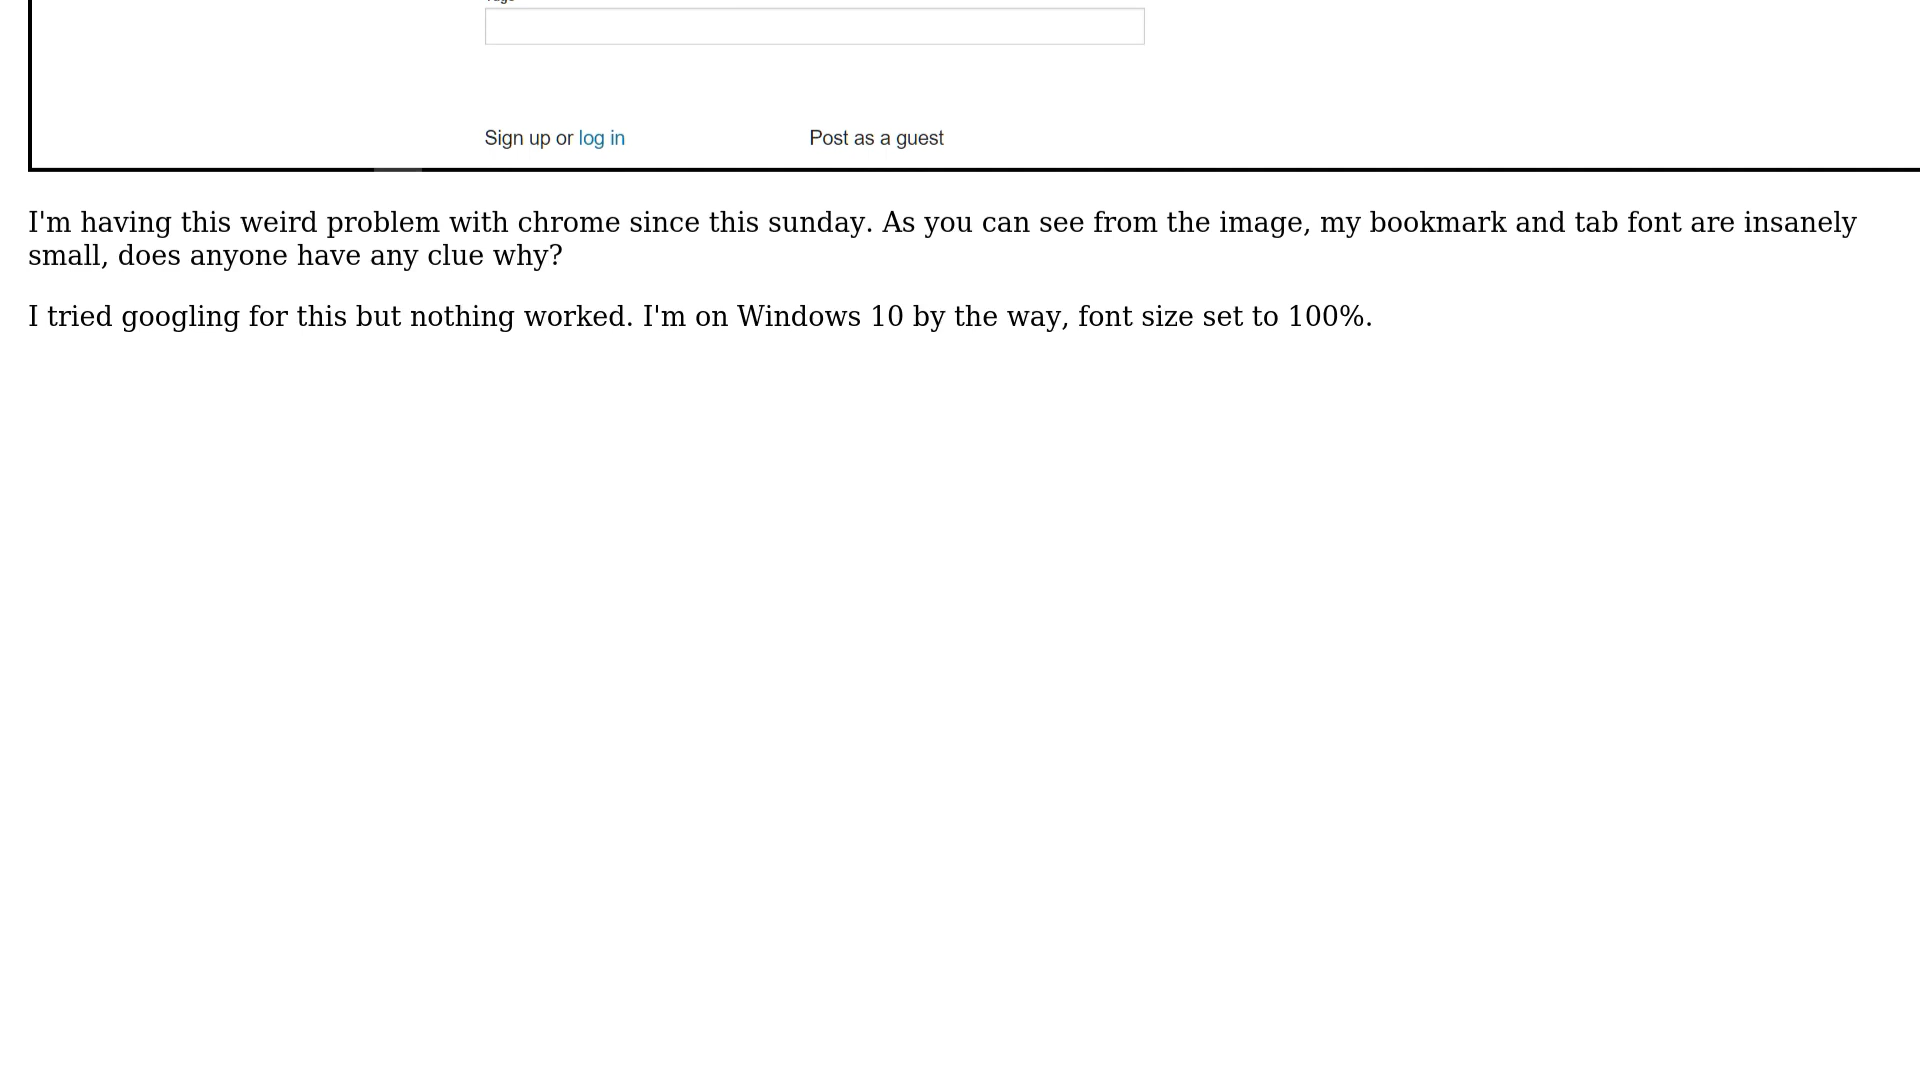 Sign up or log in
Post as a guest
I'm having this weird problem with chrome since this sunday. As you can see from the image, my bookmark and tab font are insanely
small, does anyone have any clue why?
I tried googling for this but nothing worked. I'm on Windows 10 by the way, font size set to 100%.